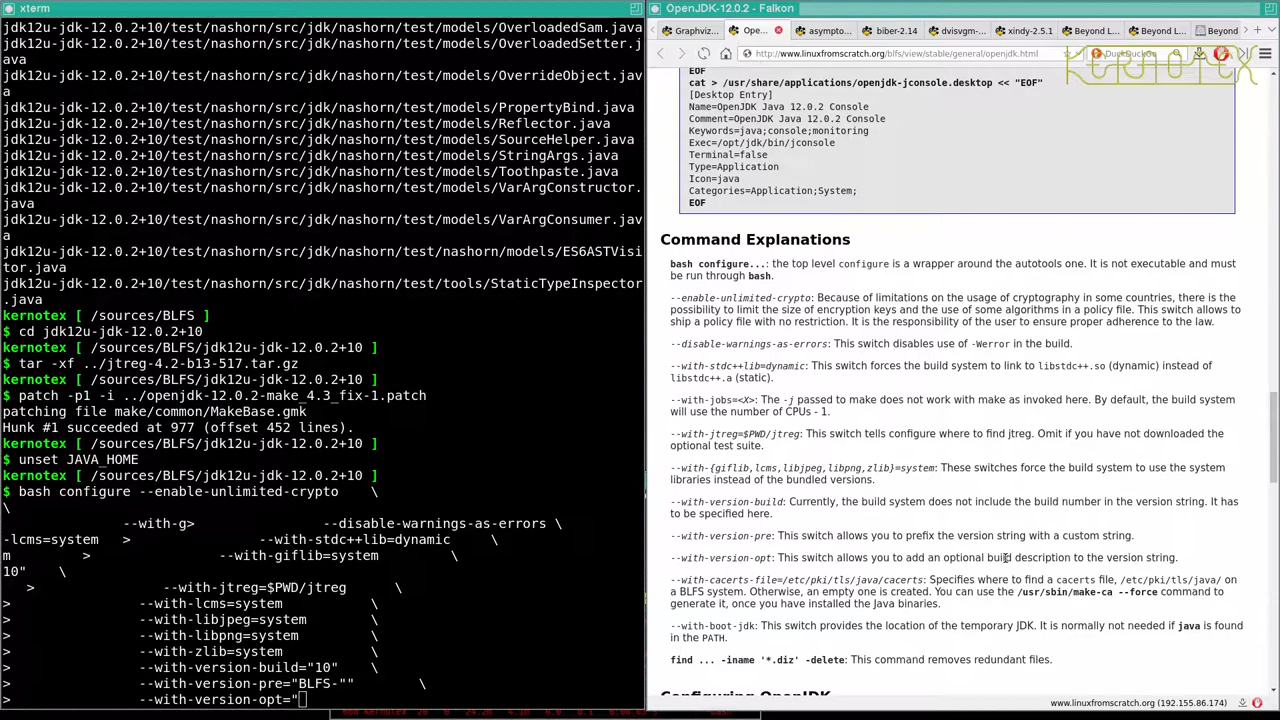 xterm
jdk12u-jdk-12.0.2+10/test/nashorn/src/jdk/nashorn/test/models/OverloadedSam.java
jdk12u-jdk-12.0.2+10/test/nashorn/src/jdk/nashorn/test/models/OverloadedSetter.j
ava
jdk12u-jdk-12.0.2+10/test/nashorn/src/jdk/nashorn/test/models/OverrideObject.jav
a
jdk12u-jdk-12.0.2+10/test/nashorn/src/jdk/nashorn/test/models/PropertyBind.java
jdk12u-jdk-12.0.2+10/test/nashorn/src/jdk/nashorn/test/models/Reflector.java
jdk12u-jdk-12.0.2+10/test/nashorn/src/jdk/nashorn/test/models/SourceHelper.java
jdk12u-jdk-12.0.2+10/test/nashorn/src/jdk/nashorn/test/models/StringArgs.java
jdk12u-jdk-12.0.2+10/test/nashorn/src/jdk/nashorn/test/models/Toothpaste.java
jdk12u-jdk-12.0.2+10/test/nashorn/src/jdk/nashorn/test/models/VarArgConstructor.
java
jdk12u-jdk-12.0.2+10/test/nashorn/src/jdk/nashorn/test/models/VarArgConsumer.jav
a
jdk12u-jdk-12.0.2+10/test/nashorn/src/jdk/nashorn/test/nashorn/models/ES6ASTVisi
tor.java
jdk12u-jdk-12.0.2+10/test/nashorn/src/jdk/nashorn/test/tools/StaticTypeInspector
.java
kernotex [ /sources/BLFS ]
$ cd jdk12u-jdk-12.0.2+10
kernotex [ /sources/BLFS/jdk12u-jdk-12.0.2+10 ]
$ tar -xf ../jtreg-4.2-b13-517.tar.gz
kernotex [ /sources/BLFS/jdk12u-jdk-12.0.2+10 ]
$ patch -p1 -i ../openjdk-12.0.2-make_4.3_fix-1.patch
patching file make/common/MakeBase.gmk
Hunk #1 succeeded at 977 (offset 452 lines).
kernotex [ /sources/BLFS/jdk12u-jdk-12.0.2+10 ]
$ unset JAVA_HOME
kernotex [ /sources/BLFS/jdk12u-jdk-12.0.2+10 ]
$ bash configure --enable-unlimited-crypto    \
\
--with-g>                --disable-warnings-as-errors \
-lcms=system   >                --with-stdc++lib=dynamic     \
m         >                --with-giflib=system         \
10"    \
>                --with-jtreg=$PWD/jtreg       \
>                --with-lcms=system           \
>                --with-libjpeg=system        \
>                --with-libpng=system         \
>                --with-zlib=system           \
>                --with-version-build="10"    \
>                --with-version-pre="BLFS-""        \
>                --with-version-opt="
OpenJDK-12.0.2 - Falkon
Graphviz...
Ope...
asympto...
biber-2.14
dvisvgm-...
xindy-2.5.1
Beyond L...
Beyond L...
Beyond
http://www.linuxfromscratch.org/blfs/view/stable/general/openjdk.html
DuckDuckGo
KERNOTEX
EOF
cat > /usr/share/applications/openjdk-jconsole.desktop << "EOF"
[Desktop Entry]
Name=OpenJDK Java 12.0.2 Console
Comment=OpenJDK Java 12.0.2 Console
Keywords=java;console;monitoring
Exec=/opt/jdk/bin/jconsole
Terminal=false
Type=Application
Icon=java
Categories=Application;System;
EOF
Command Explanations
bash configure...: the top level configure is a wrapper around the autotools one. It is not executable and must
be run through bash.
--enable-unlimited-crypto: Because of limitations on the usage of cryptography in some countries, there is the
possibility to limit the size of encryption keys and the use of some algorithms in a policy file. This switch allows to
ship a policy file with no restriction. It is the responsibility of the user to ensure proper adherence to the law.
--disable-warnings-as-errors: This switch disables use of -Werror in the build.
--with-stdc++lib=dynamic: This switch forces the build system to link to libstdc++.so (dynamic) instead of
libstdc++.a (static).
--with-jobs=<X>: The -j passed to make does not work with make as invoked here. By default, the build system
will use the number of CPUs - 1.
--with-jtreg=$PWD/jtreg: This switch tells configure where to find jtreg. Omit if you have not downloaded the
optional test suite.
--with-{giflib,lcms,libjpeg,libpng,zlib}=system: These switches force the build system to use the system
libraries instead of the bundled versions.
--with-version-build: Currently, the build system does not include the build number in the version string. It has
to be specified here.
--with-version-pre: This switch allows you to prefix the version string with a custom string.
--with-version-opt: This switch allows you to add an optional build description to the version string.
--with-cacerts-file=/etc/pki/tls/java/cacerts: Specifies where to find a cacerts file, /etc/pki/tls/java/ on
a BLFS system. Otherwise, an empty one is created. You can use the /usr/sbin/make-ca --force command to
generate it, once you have installed the Java binaries.
--with-boot-jdk: This switch provides the location of the temporary JDK. It is normally not needed if java is found
in the PATH.
find ... -iname '*.diz' -delete: This command removes redundant files.
Configuring OpenJDK
www.linuxfromscratch.org (192.155.86.174)